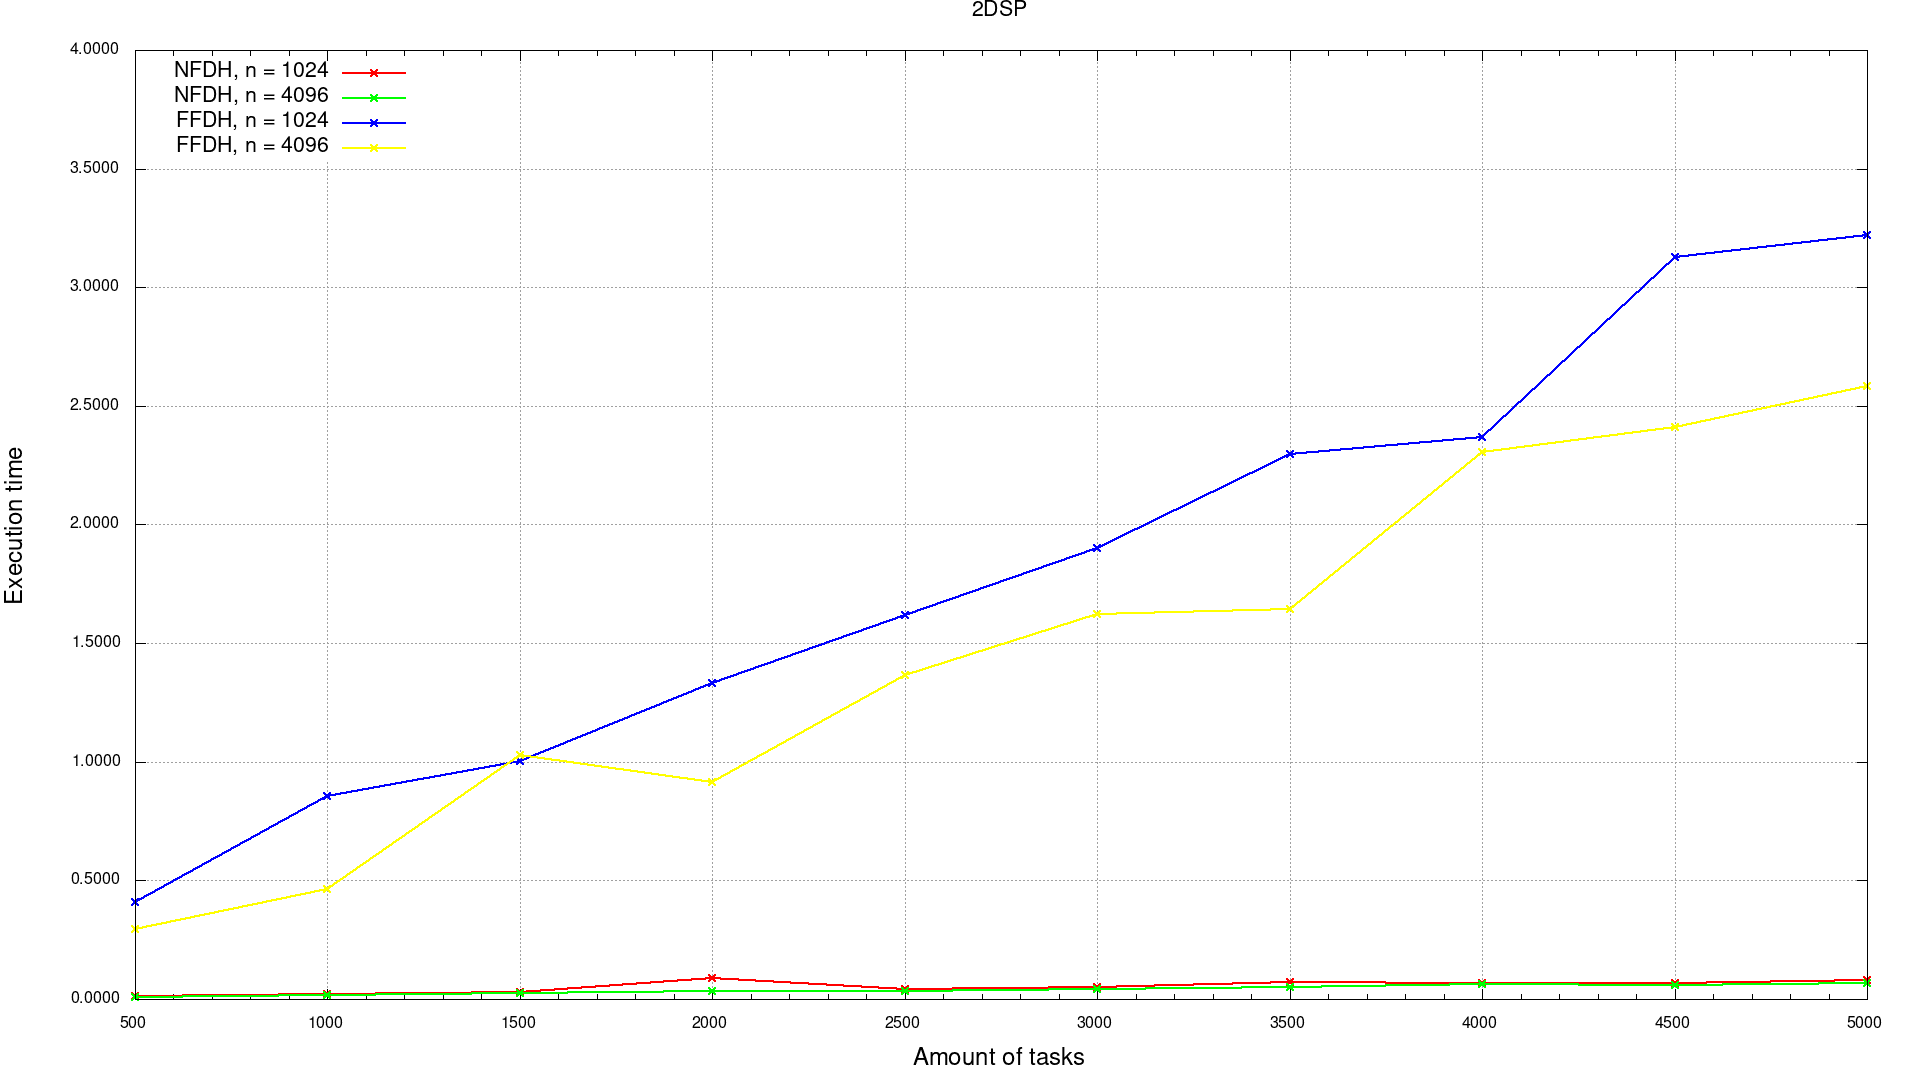 2DSP
4.0000
3.5000
3.0000
2.5000
2.0000
1.5000
1.0000
0.5000
0.0000
NFDH, n = 1024
NFDH, n = 4096
FFDH, n = 1024
FFDH, n = 4096
Execution time
500 1000 1500 2000 2500 3000 3500 4000 4500 5000
Amount of tasks